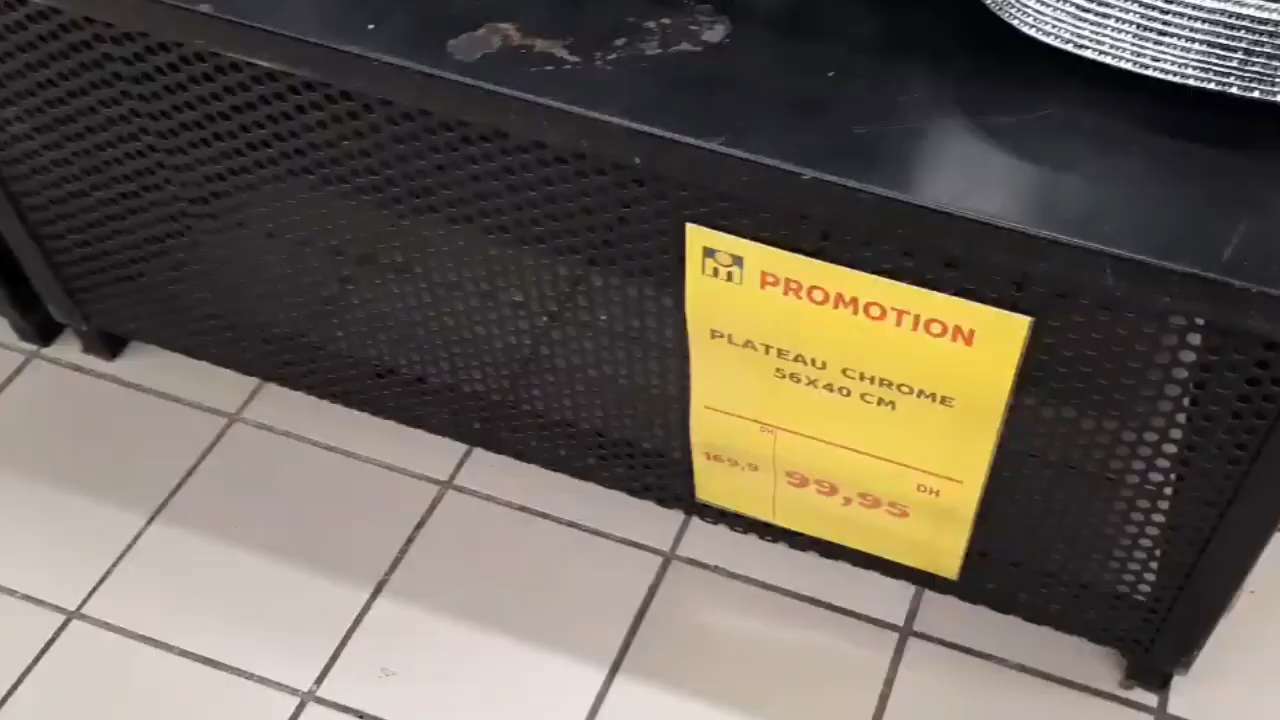 PROMOTION
PLATEAU CHROME
56X40 CM
DH
169,9
DH
99,95